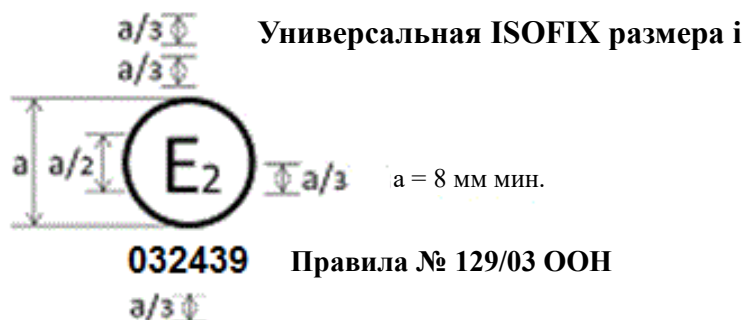 a/3 Универсальная ISOFIX размера i
a/3
a a/2 E2 a/3 a = 8 мм мин.
032439 Правила № 129/03 ООН
a/3